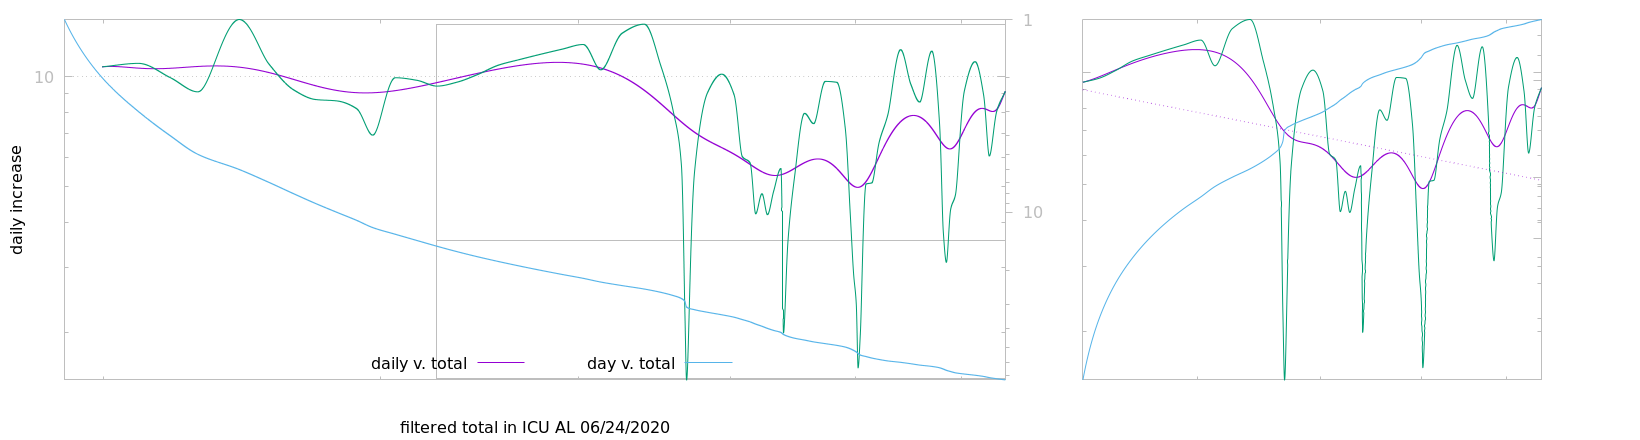 1
10
10
daily increase
daily v. total
day v. total
filtered total in ICU AL 06/24/2020